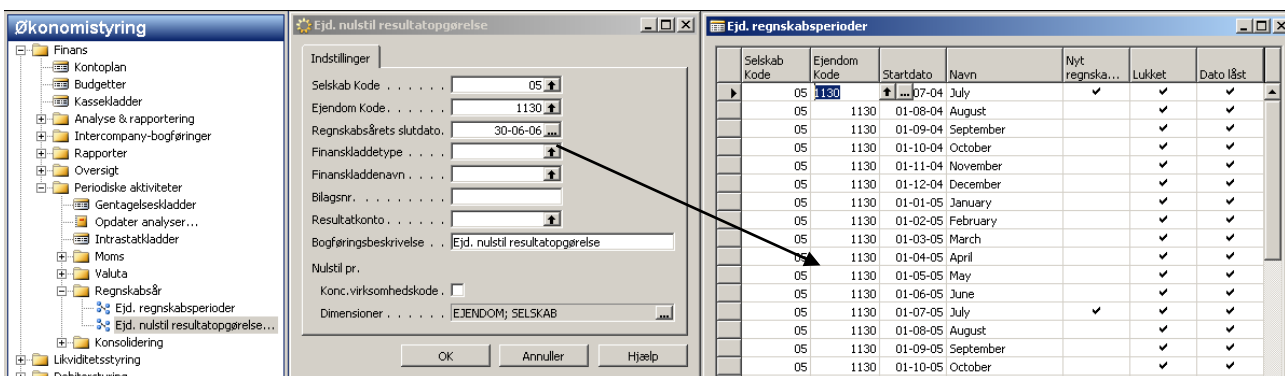 Økonomistyring
Finans
Kontoplan
Budgetter
Kassekladder
Analyse & rapportering
Intercompany-bogføringer
Rapporter
Oversigt
Periodiske aktiviteter
Gentagelseskladder
Opdater analyser...
Intrastatkladder
Moms
Valuta
Regnskabsår
Ejd. regnskabsperioder
Ejd. nulstil resultatopgørelse...
Konsolidering
Likviditetsstyring
Ejd. nulstil resultatopgørelse
Indstillinger
Selskab Kode . . . . . . 05
Ejendom Kode. . . . . . 1130
Regnskabsårets slutdato. 30-06-06 ...
Finanskladdetype . . . .
Finanskladdenavn . . . .
Bilagsnr. . . . . . . . . .
Resultatkonto . . . . . .
Bogføringsbeskrivelse . . Ejd. nulstil resultatopgørelse
Nulstil pr.
Konc.virksomhedskode .
Dimensioner . . . . . . EJENDOM; SELSKAB ...
OK Annuller Hjælp
Ejd. regnskabsperioder
Selskab Kode Ejendom Kode Startdato Navn Nyt regnska... Lukket Dato låst
05 1130 ... 07-04 July
05 1130 01-08-04 August
05 1130 01-09-04 September
05 1130 01-10-04 October
05 1130 01-11-04 November
05 1130 01-12-04 December
05 1130 01-01-05 January
05 1130 01-02-05 February
05 1130 01-03-05 March
05 1130 01-04-05 April
05 1130 01-05-05 May
05 1130 01-06-05 June
05 1130 01-07-05 July
05 1130 01-08-05 August
05 1130 01-09-05 September
05 1130 01-10-05 October